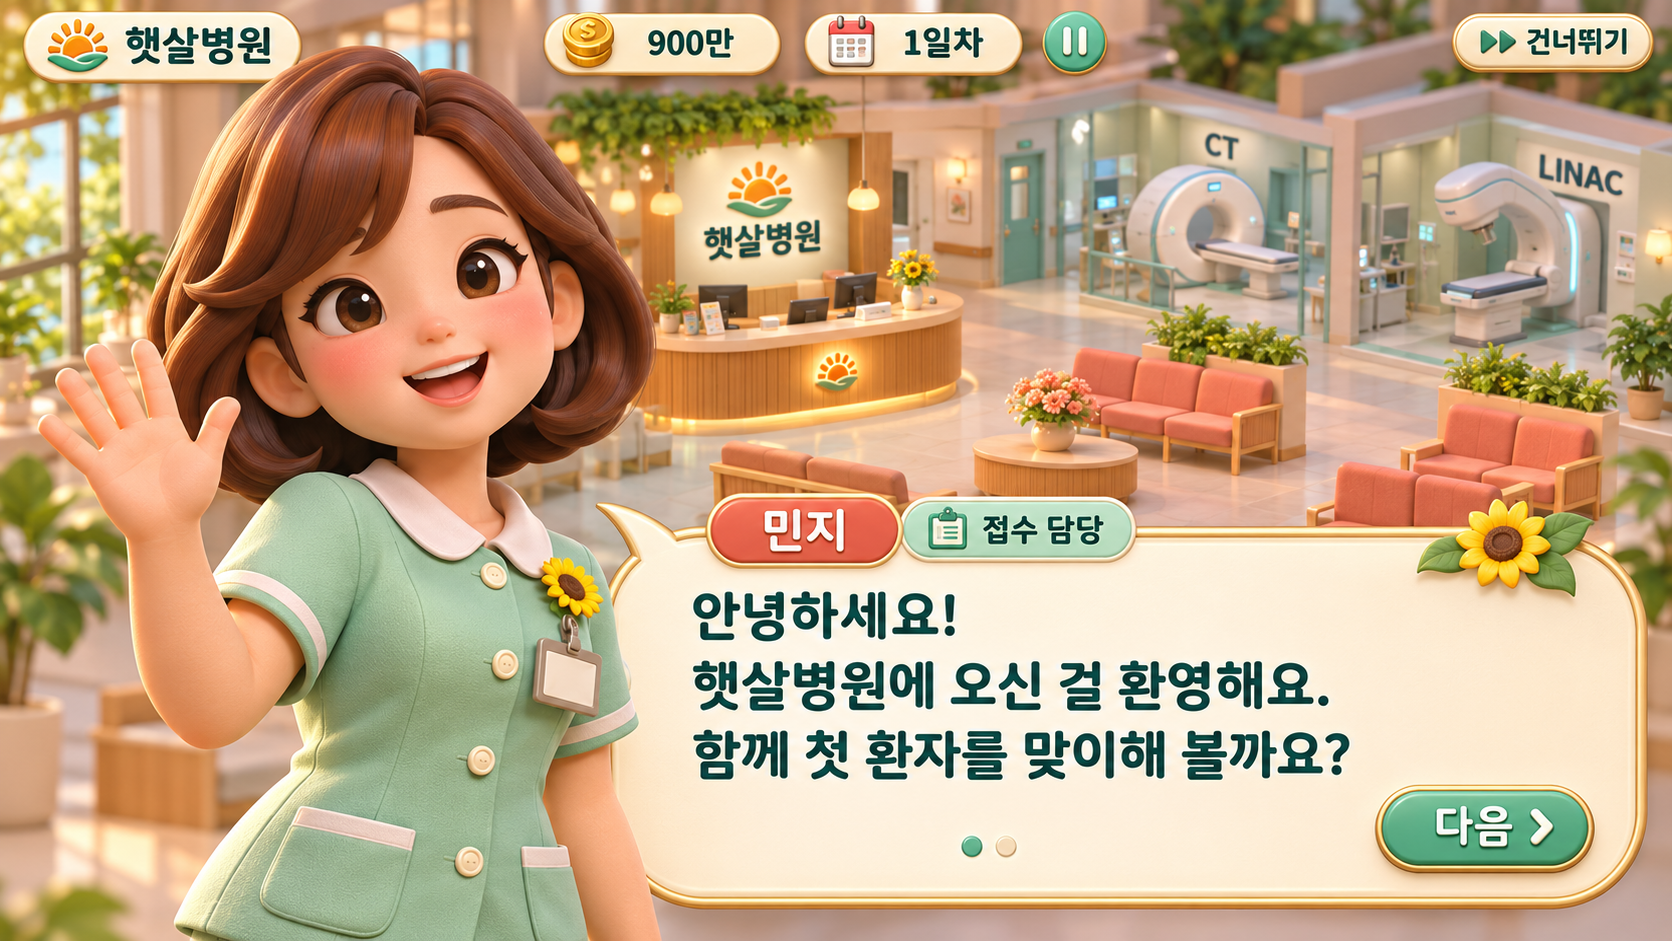 햇살병원
900만
1일차
건너뛰기
햇살병원
CT
LINAC
민지
접수 담당
안녕하세요!
햇살병원에 오신 걸 환영해요.
함께 첫 환자를 맞이해 볼까요?
다음